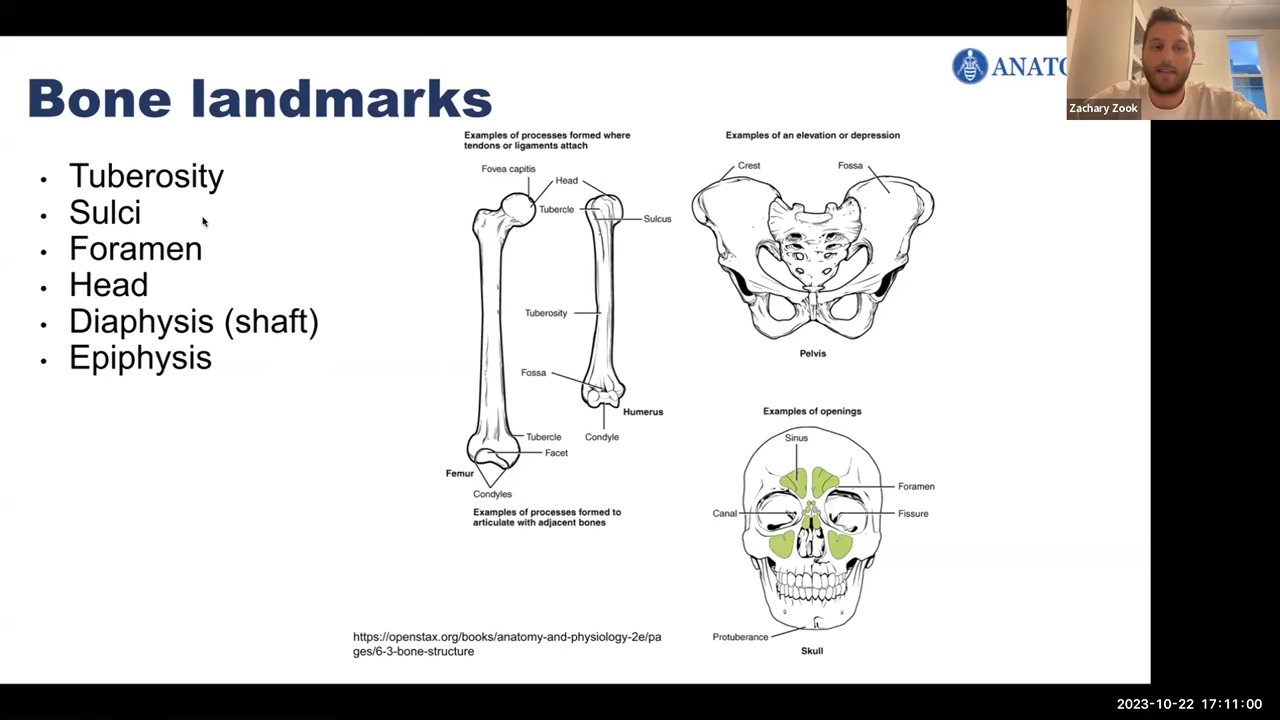 Bone landmarks
ANATO
Zachary Zook
• Tuberosity
• Sulci
• Foramen
• Head
• Diaphysis (shaft)
• Epiphysis
Examples of processes formed where
tendons or ligaments attach
Fovea capitis
Head
Tubercle
Sulcus
Tuberosity
Fossa
Humerus
Tubercle
Condyle
Facet
Femur
Condyles
Examples of processes formed to
articulate with adjacent bones
Examples of an elevation or depression
Crest
Fossa
Pelvis
Examples of openings
Sinus
Foramen
Canal
Fissure
Protuberance
Skull
https://openstax.org/books/anatomy-and-physiology-2e/pa
ges/6-3-bone-structure
2023-10-22 17:11:00